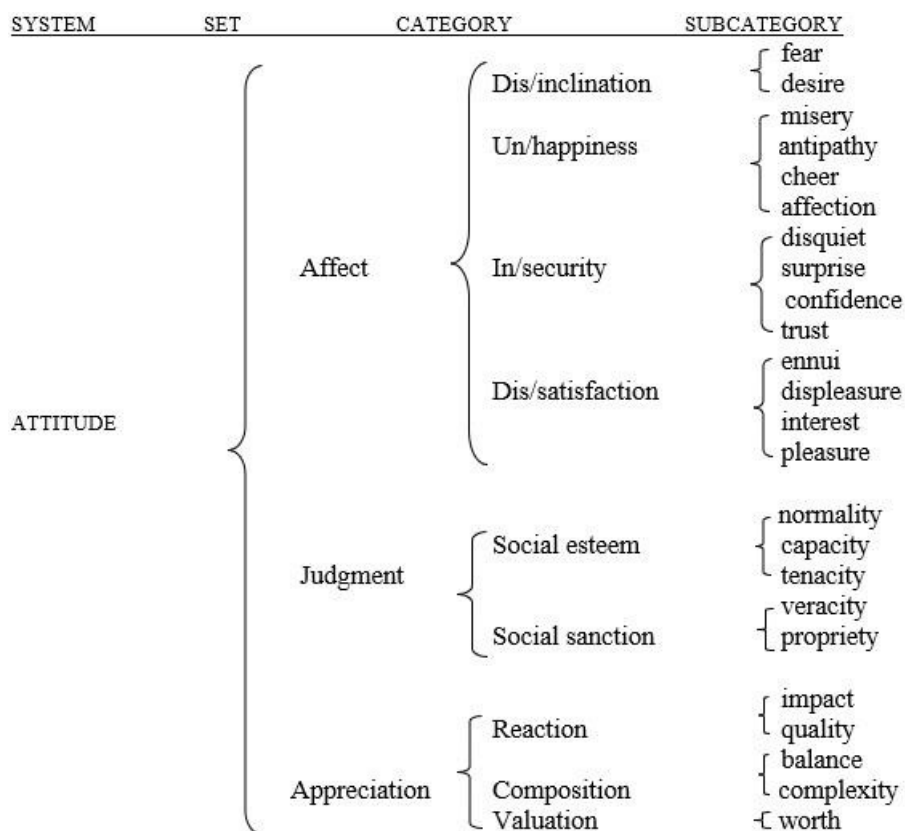 SYSTEM SET CATEGORY SUBCATEGORY
fear
Dis/inclination desire
misery
Un/happiness antipathy
cheer
affection
disquiet
Affect In/security surprise
confidence
trust
ennui
Dis/satisfaction displeasure
ATTITUDE interest
pleasure
normality
Social esteem capacity
Judgment tenacity
veracity
Social sanction propriety
impact
Reaction quality
balance
Appreciation Composition complexity
Valuation worth